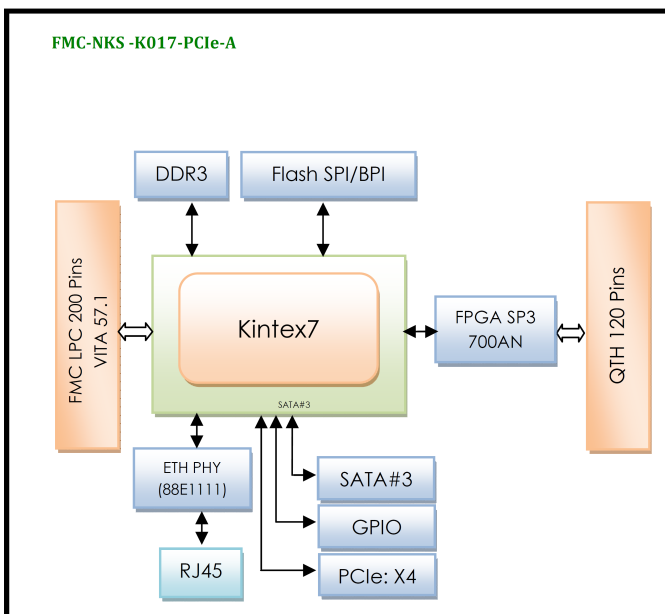 FMC-NKS -K017-PCIe-A
DDR3
Flash SPI/BPI
FMC LPC 200 Pins
VITA 57.1
Kintex7
SATA#3
FPGA SP3
700AN
QTH 120 Pins
ETH PHY
(88E1111)
RJ45
SATA#3
GPIO
PCIe: X4